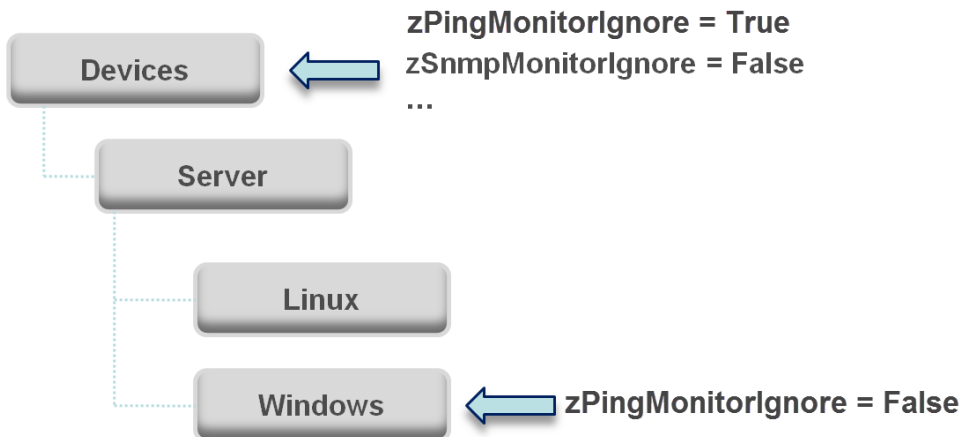 zPingMonitorIgnore = True
Devices
zSnmpMonitorIgnore = False
...
Server
Linux
Windows
zPingMonitorIgnore = False